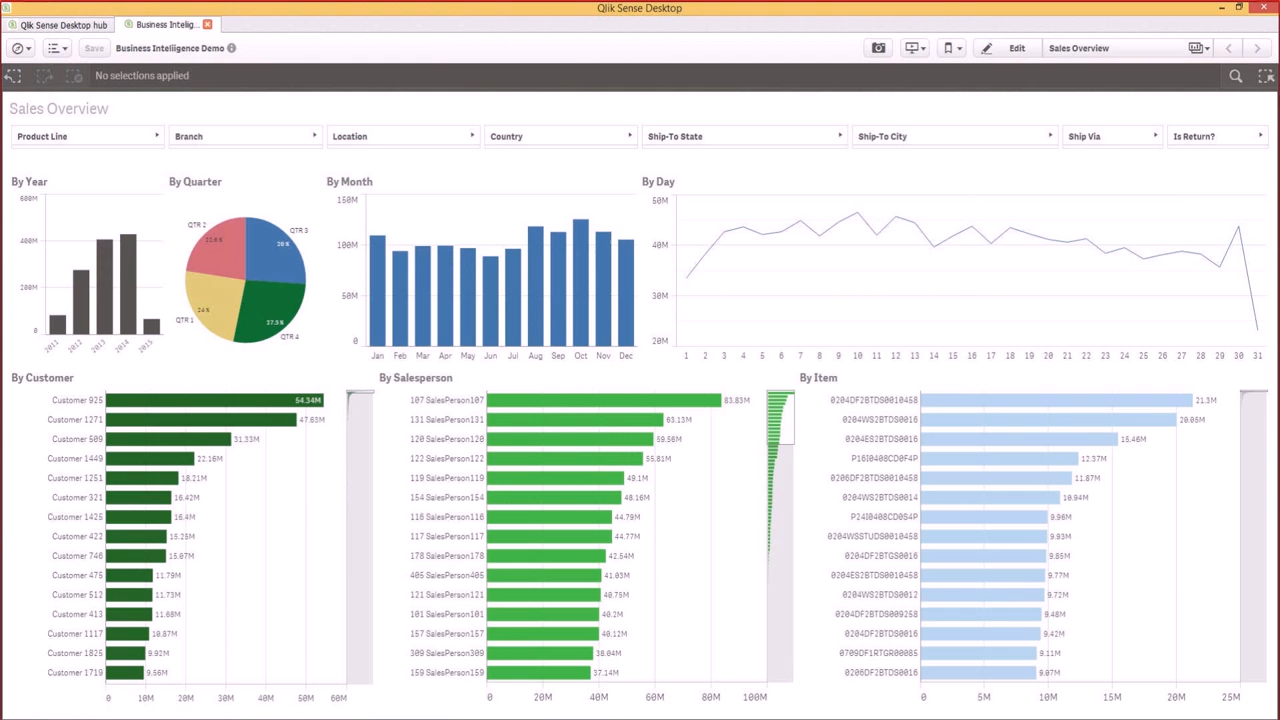 Qlik Sense Desktop
Qlik Sense Desktop hub
Business Intellig...
Save
Business Intelligence Demo
Edit
Sales Overview
No selections applied
Sales Overview
Product Line
Branch
Location
Country
Ship-To State
Ship-To City
Ship Via
Is Return?
By Year
600M
400M
200M
0
2011 2012 2013 2014 2015
By Quarter
QTR 2
QTR 3
26 %
24 %
QTR 1
27.3 %
QTR 4
By Month
150M
100M
50M
0
Jan Feb Mar Apr May Jun Jul Aug Sep Oct Nov Dec
By Day
50M
40M
30M
20M
1 2 3 4 5 6 7 8 9 10 11 12 13 14 15 16 17 18 19 20 21 22 23 24 25 26 27 28 29 30 31
By Customer
Customer 925 54.34M
Customer 1271 47.63M
Customer 509 31.33M
Customer 1449 22.16M
Customer 1251 18.21M
Customer 321 16.42M
Customer 1425 16.4M
Customer 422 15.25M
Customer 746 15.07M
Customer 475 11.79M
Customer 512 11.73M
Customer 413 11.68M
Customer 1117 10.87M
Customer 1825 9.92M
Customer 1719 9.56M
0 10M 20M 30M 40M 50M 60M
By Salesperson
107 SalesPerson107 83.83M
131 SalesPerson131 63.13M
120 SalesPerson120 59.56M
122 SalesPerson122 55.81M
119 SalesPerson119 49.1M
154 SalesPerson154 48.16M
116 SalesPerson116 44.79M
117 SalesPerson117 44.77M
178 SalesPerson178 42.54M
405 SalesPerson405 41.03M
121 SalesPerson121 40.75M
101 SalesPerson101 40.2M
157 SalesPerson157 40.12M
309 SalesPerson309 38.04M
159 SalesPerson159 37.14M
0 20M 40M 60M 80M 100M
By Item
0204DF2BTDS0010458 21.3M
0204WS2BTDS0016 20.06M
0204ES2BTDS0016 15.46M
P16I0408CD0F4P 12.37M
0206DF2BTDS0010458 11.87M
0204WS2BTDS0014 10.94M
P24I0408CD0S4P 9.96M
0204WSSTUDS0010458 9.93M
0204DF2BTGS0016 9.85M
0204ES2BTDS0010458 9.77M
0204WS2BTDS0012 9.72M
0204DF2BTDS009258 9.48M
0204DF2BTDS0016 9.42M
0709DF1RTGR00085 9.11M
0206DF2BTDS0016 9.07M
0 5M 10M 15M 20M 25M